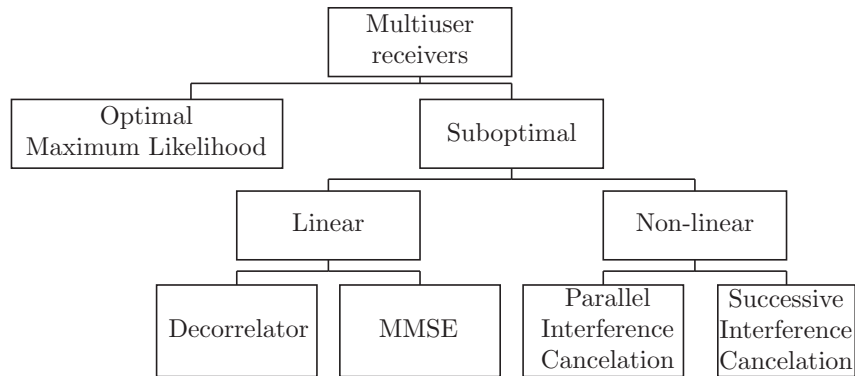 Multiuser
receivers
Optimal
Maximum Likelihood
Suboptimal
Linear
Non-linear
Decorrelator
MMSE
Parallel
Interference
Cancelation
Successive
Interference
Cancelation